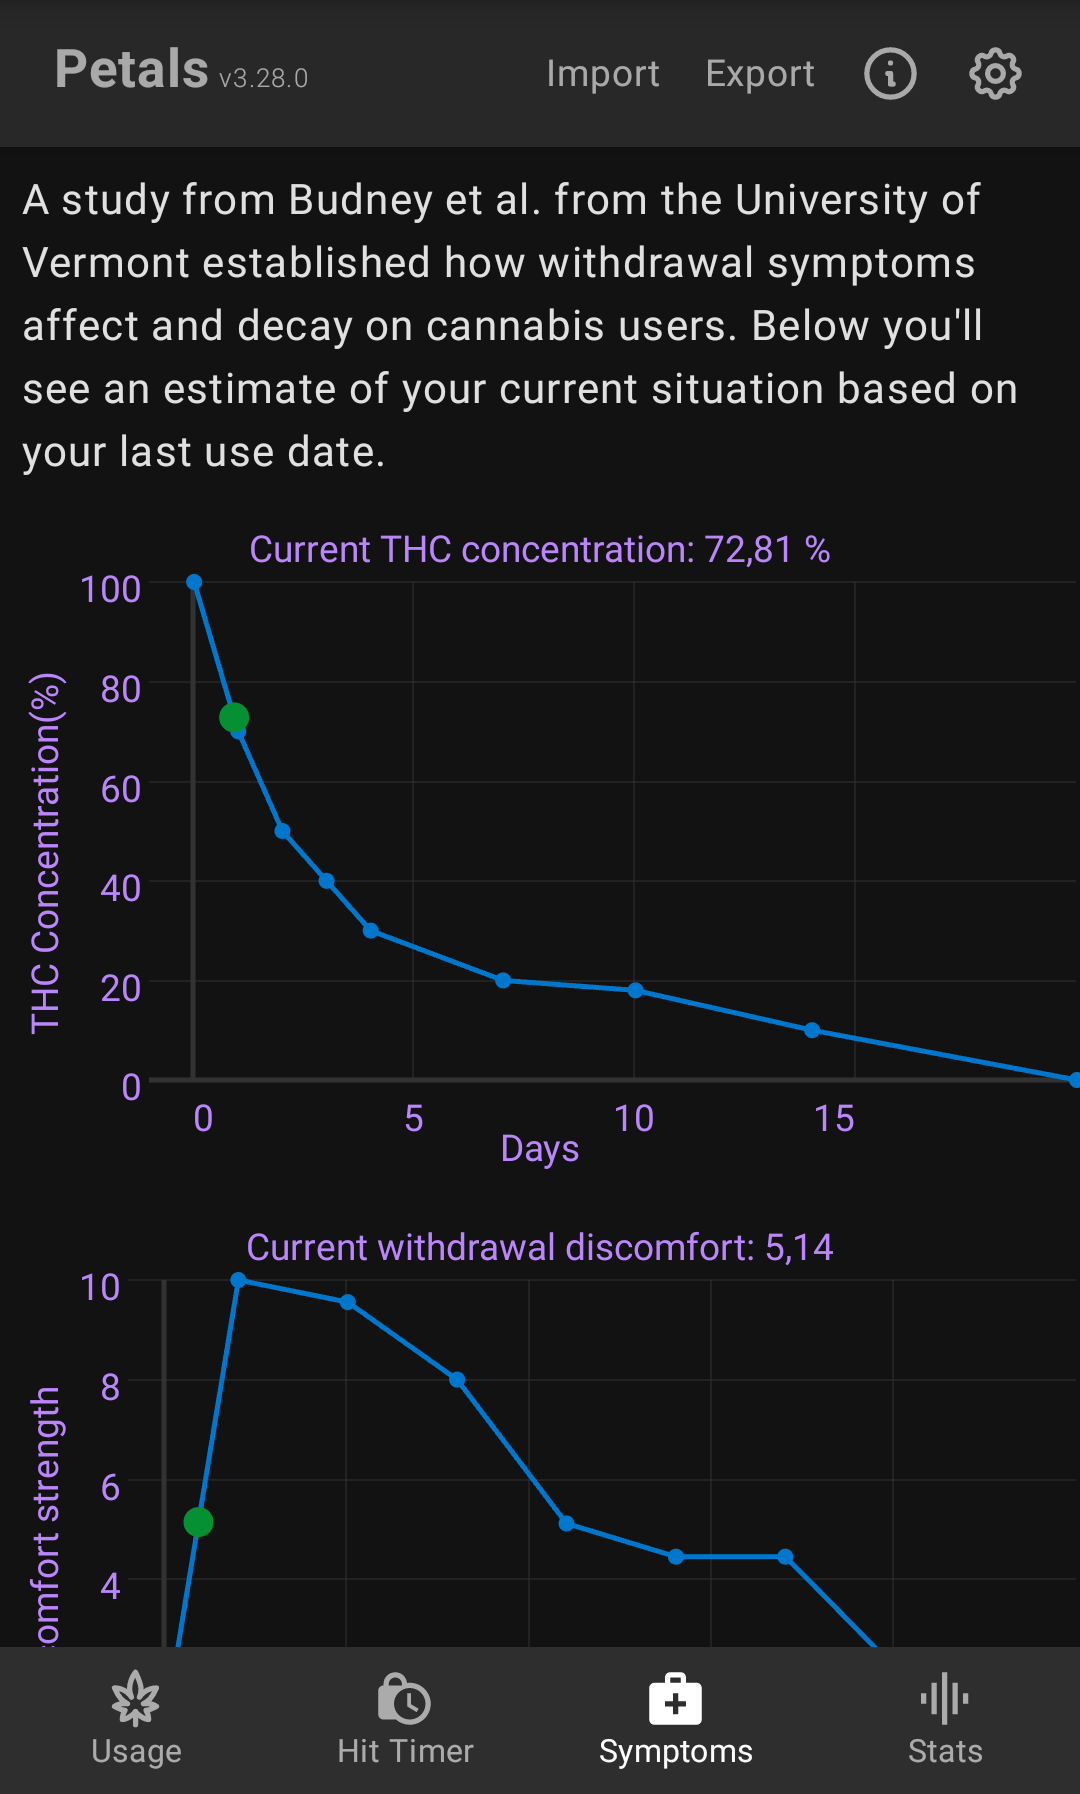 Petals v3.28.0 Import Export
A study from Budney et al. from the University of
Vermont established how withdrawal symptoms
affect and decay on cannabis users. Below you'll
see an estimate of your current situation based on
your last use date.
Current THC concentration: 72,81 %
THC Concentration(%)
100
80
60
40
20
0
0 5 10 15
Days
Current withdrawal discomfort: 5,14
comfort strength
10
8
6
4
Usage Hit Timer Symptoms Stats